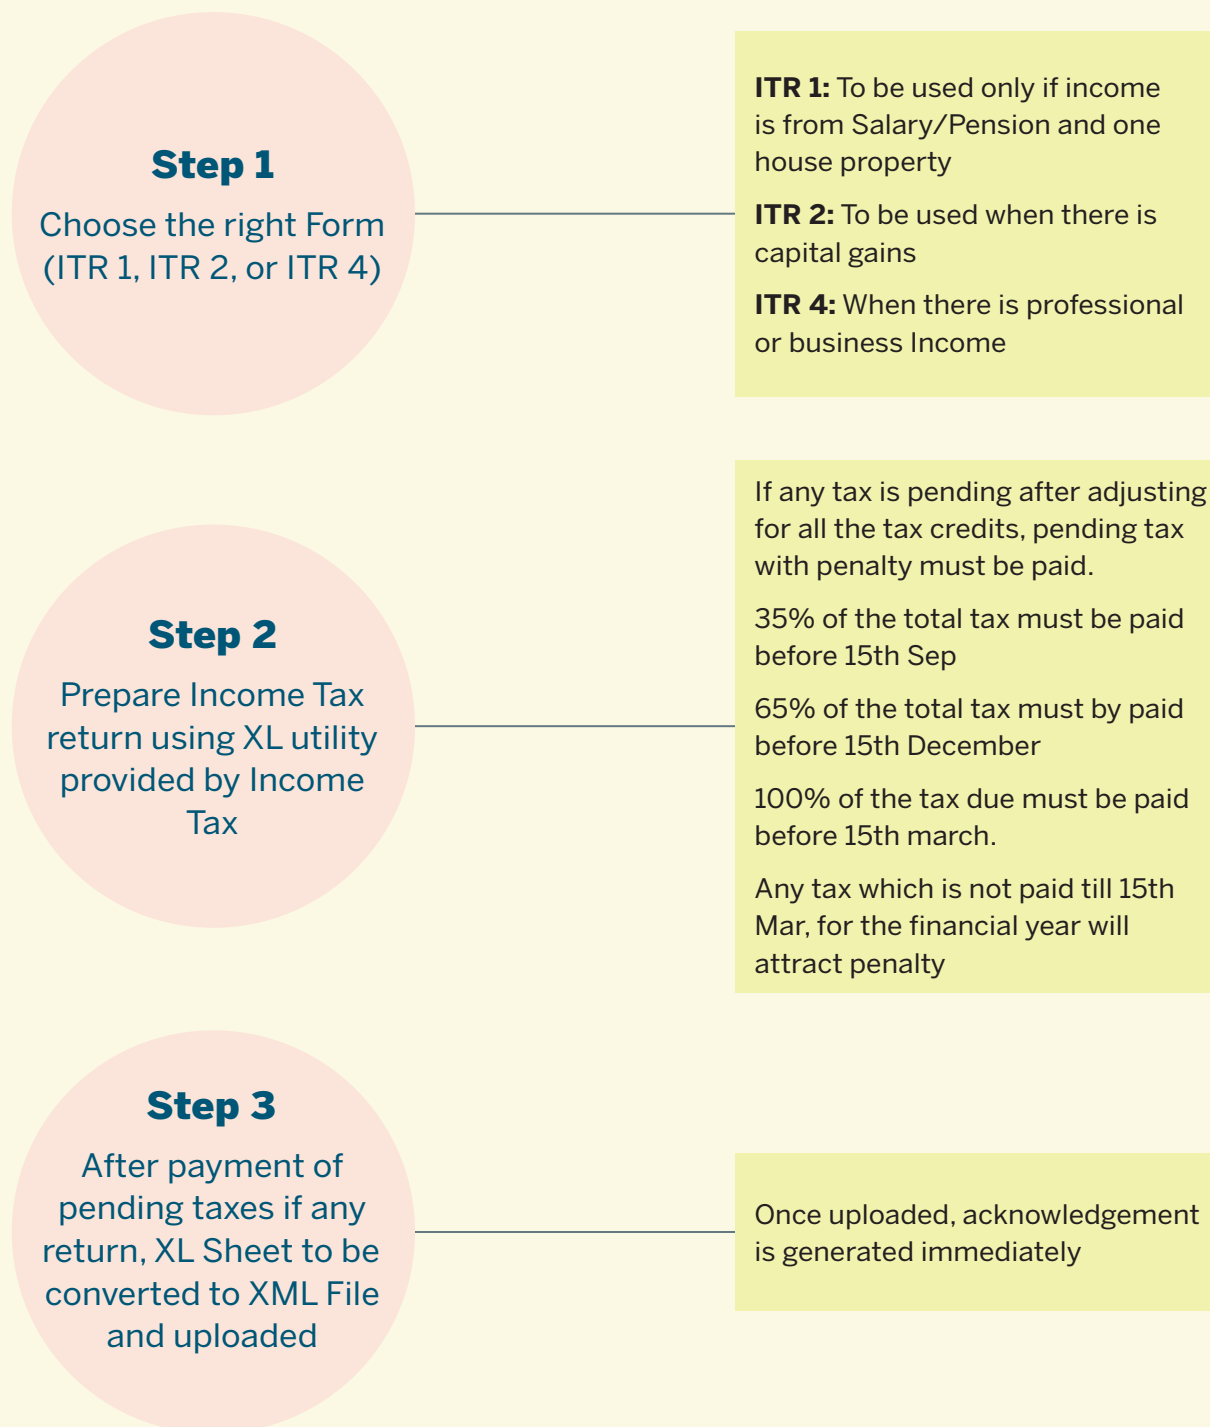 Step 1
Choose the right Form
(ITR 1, ITR 2, or ITR 4)
ITR 1: To be used only if income
is from Salary/Pension and one
house property
ITR 2: To be used when there is
capital gains
ITR 4: When there is professional
or business Income
Step 2
Prepare Income Tax
return using XL utility
provided by Income
Tax
If any tax is pending after adjusting
for all the tax credits, pending tax
with penalty must be paid.
35% of the total tax must be paid
before 15th Sep
65% of the total tax must by paid
before 15th December
100% of the tax due must be paid
before 15th march.
Any tax which is not paid till 15th
Mar, for the financial year will
attract penalty
Step 3
After payment of
pending taxes if any
return, XL Sheet to be
converted to XML File
and uploaded
Once uploaded, acknowledgement
is generated immediately